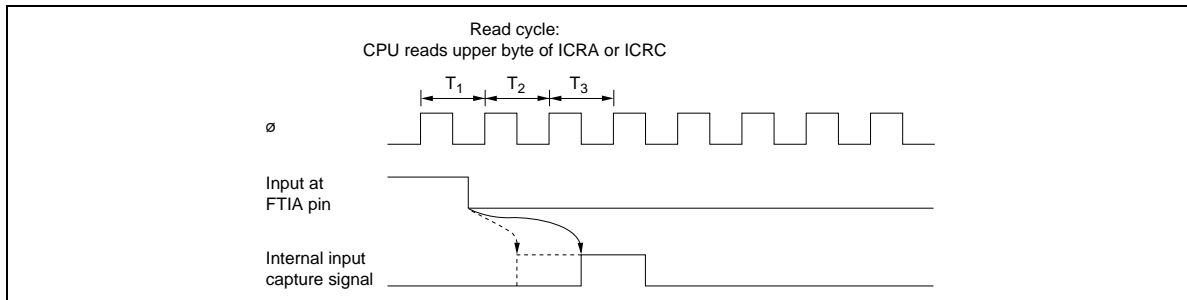 Read cycle:
CPU reads upper byte of ICRA or ICRC
T1 T2 T3
ø
Input at
FTIA pin
Internal input
capture signal